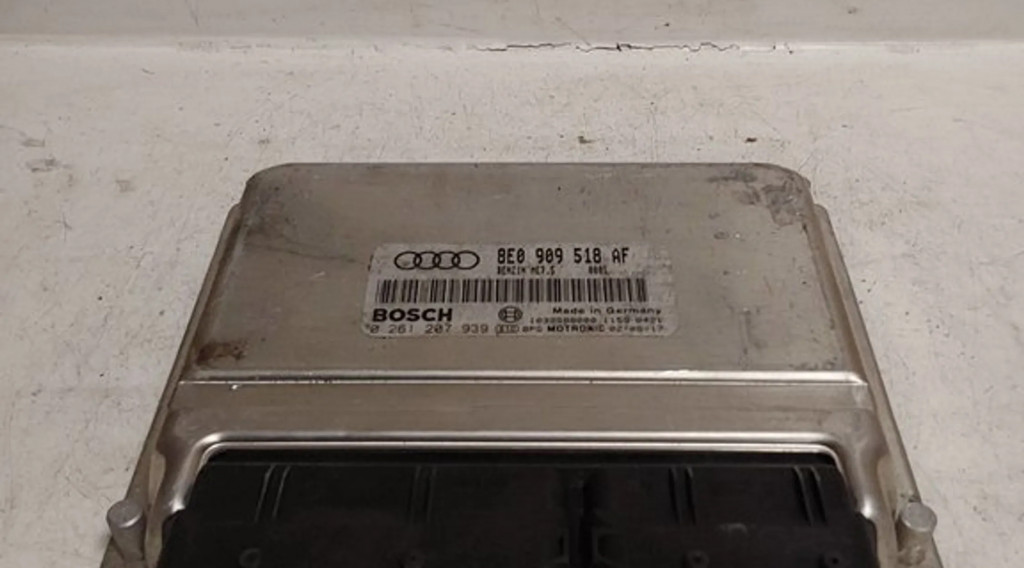 8E0 909 518 AF
BENZIN ME7.5
BOSCH Made in Germany
0 261 207 939 MOTRONIC